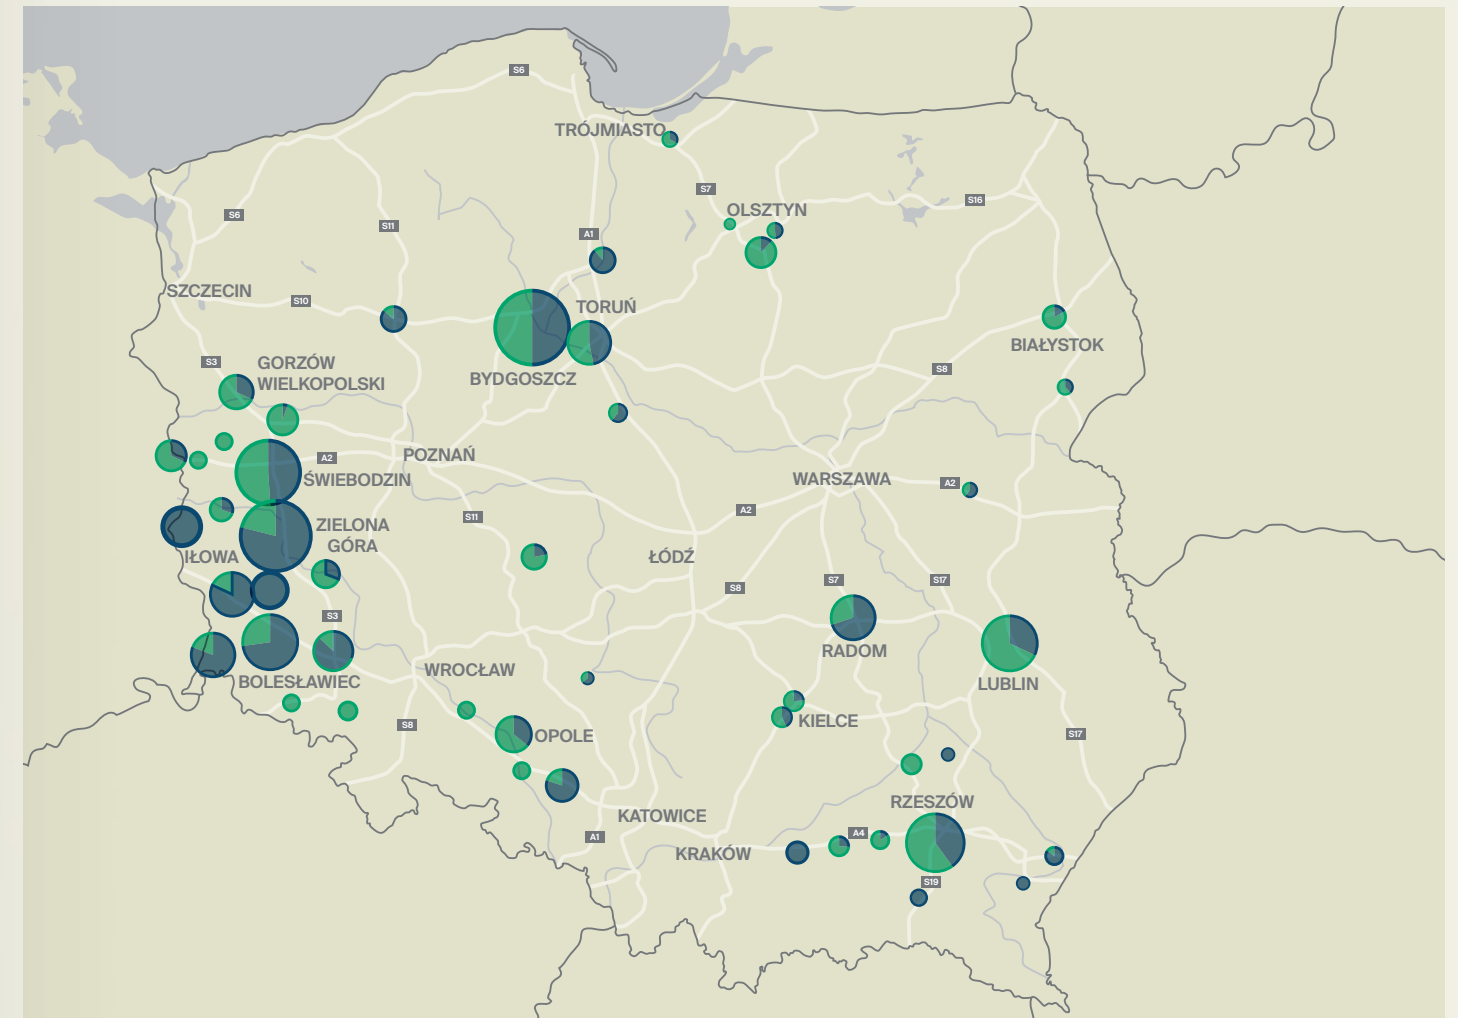 S6
TRÓJMIASTO
S7
S16
OLSZTYN
S6
S11
A1
SZCZECIN
S10
TORUŃ
BIAŁYSTOK
S3
GORZÓW
WIELKOPOLSKI
S8
BYDGOSZCZ
A2
POZNAŃ
ŚWIEBODZIN
WARSZAWA
A2
A2
S11
ZIELONA
GÓRA
IŁOWA
ŁÓDŹ
S8
S7
S17
S3
RADOM
WROCŁAW
BOLESŁAWIEC
LUBLIN
S8
KIELCE
OPOLE
S17
RZESZÓW
KATOWICE
A1
A4
KRAKÓW
S19